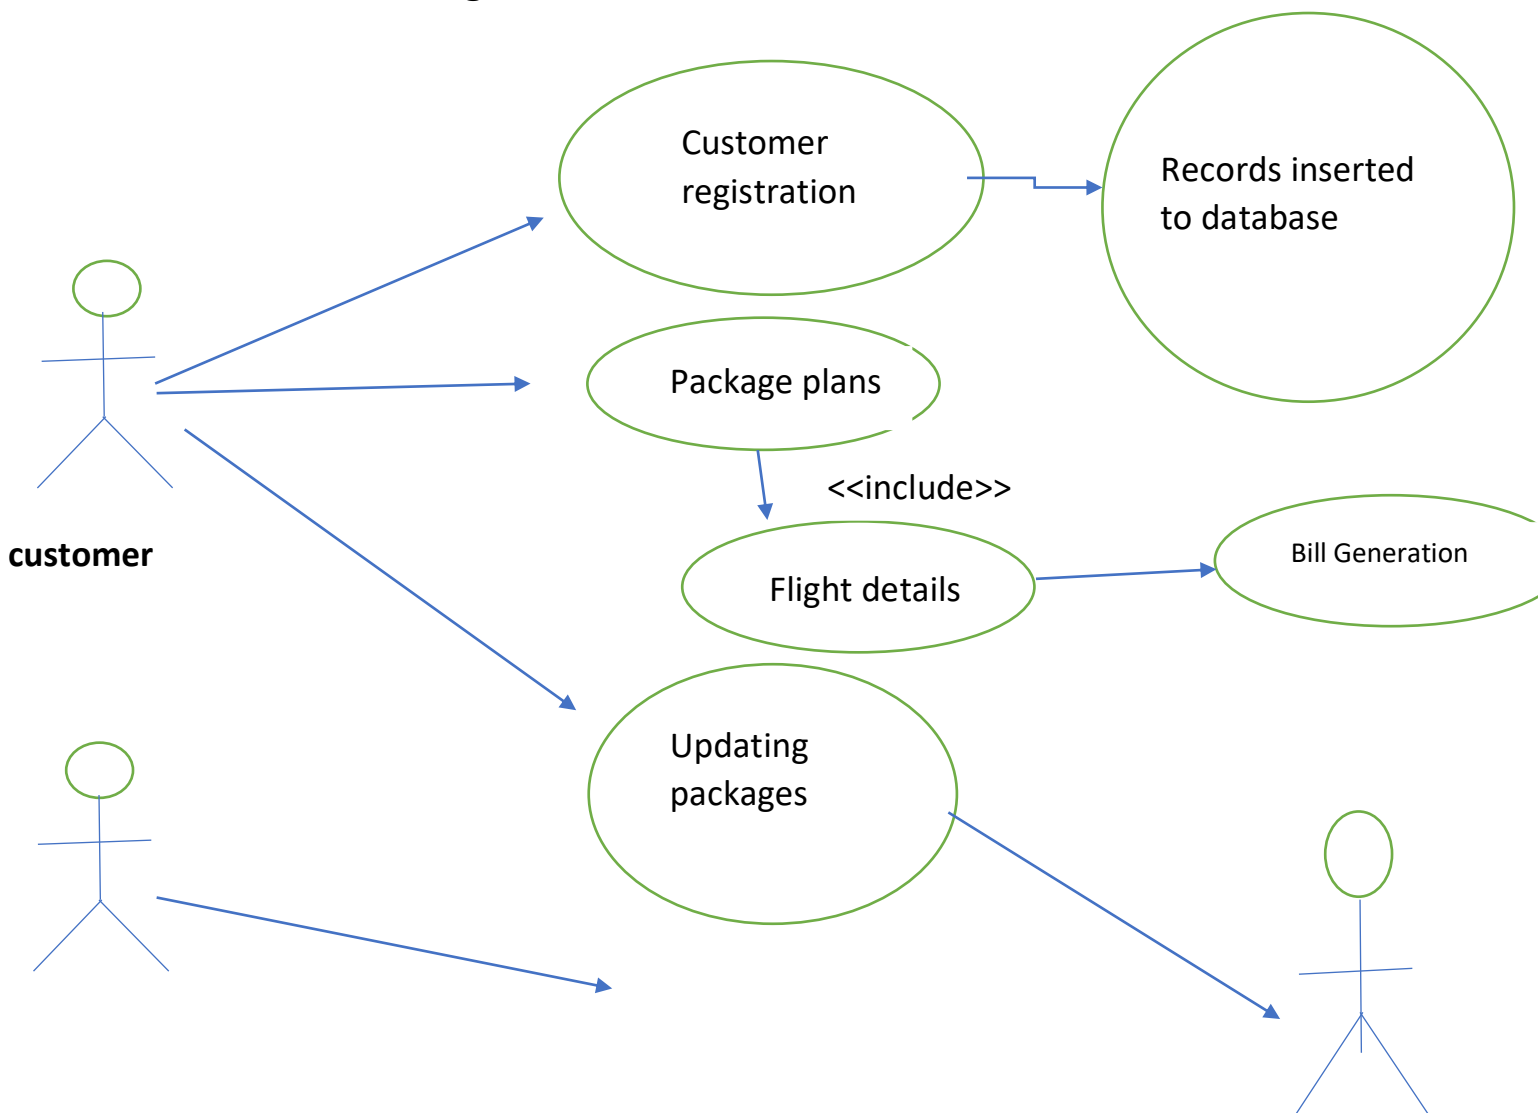 Customer
registration
Records inserted
to database
Package plans
<<include>>
customer
Flight details
Bill Generation
Updating
packages